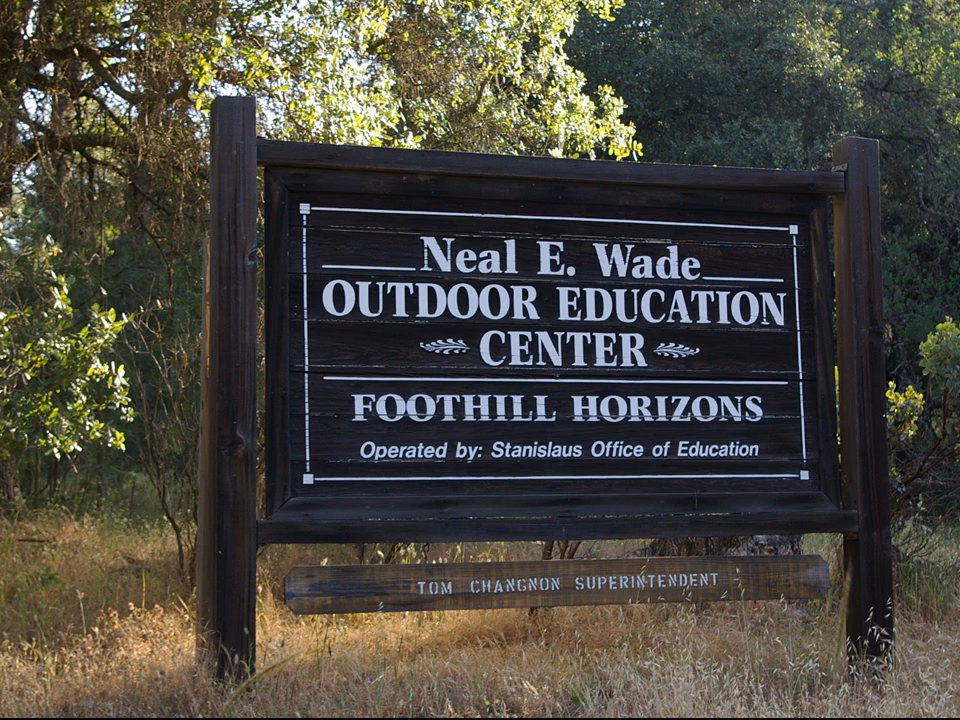 Neal E. Wade
OUTDOOR EDUCATION
CENTER
FOOTHILL HORIZONS
Operated by: Stanislaus Office of Education
TOM CHANGNON SUPERINTENDENT